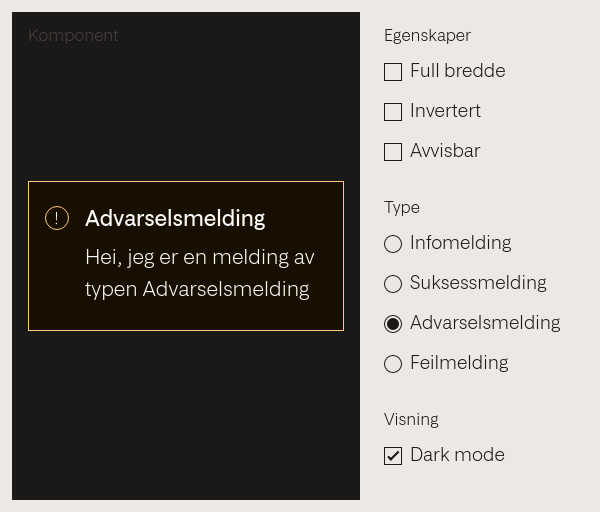 Komponent
!
Advarselsmelding
Hei, jeg er en melding av
typen Advarselsmelding
Egenskaper
Full bredde
Invertert
Avvisbar
Type
Infomelding
Suksessmelding
Advarselsmelding
Feilmelding
Visning
Dark mode